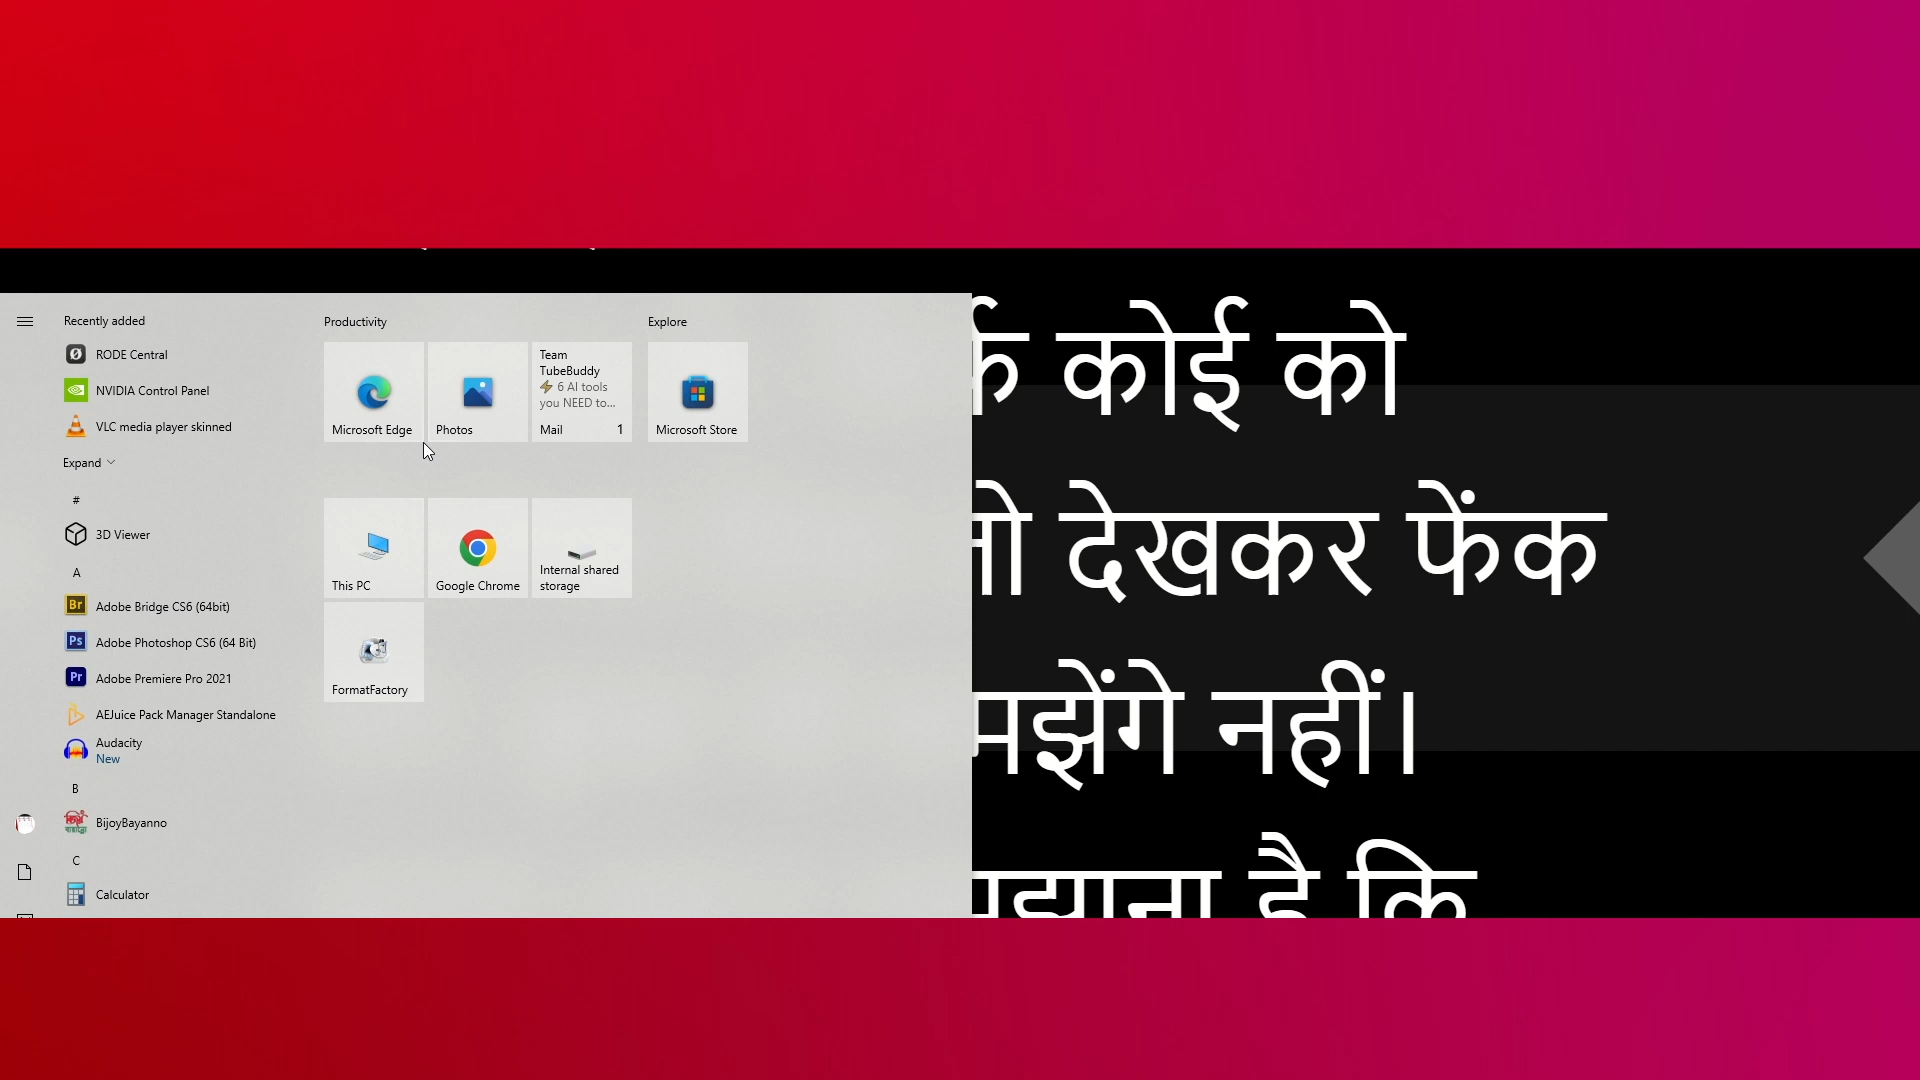 Recently added
RODE Central
NVIDIA Control Panel
VLC media player skinned
Expand
#
3D Viewer
A
Adobe Bridge CS6 (64bit)
Adobe Photoshop CS6 (64 Bit)
Adobe Premiere Pro 2021
AEJuice Pack Manager Standalone
Audacity
New
B
BijoyBayanno
C
Calculator
Productivity
Microsoft Edge
Photos
Team
TubeBuddy
⚡ 6 AI tools
you NEED to...
Mail 1
This PC
Google Chrome
Internal shared
storage
FormatFactory
Explore
Microsoft Store
कोई को
देखकर फेंक
नहीं।
है कि